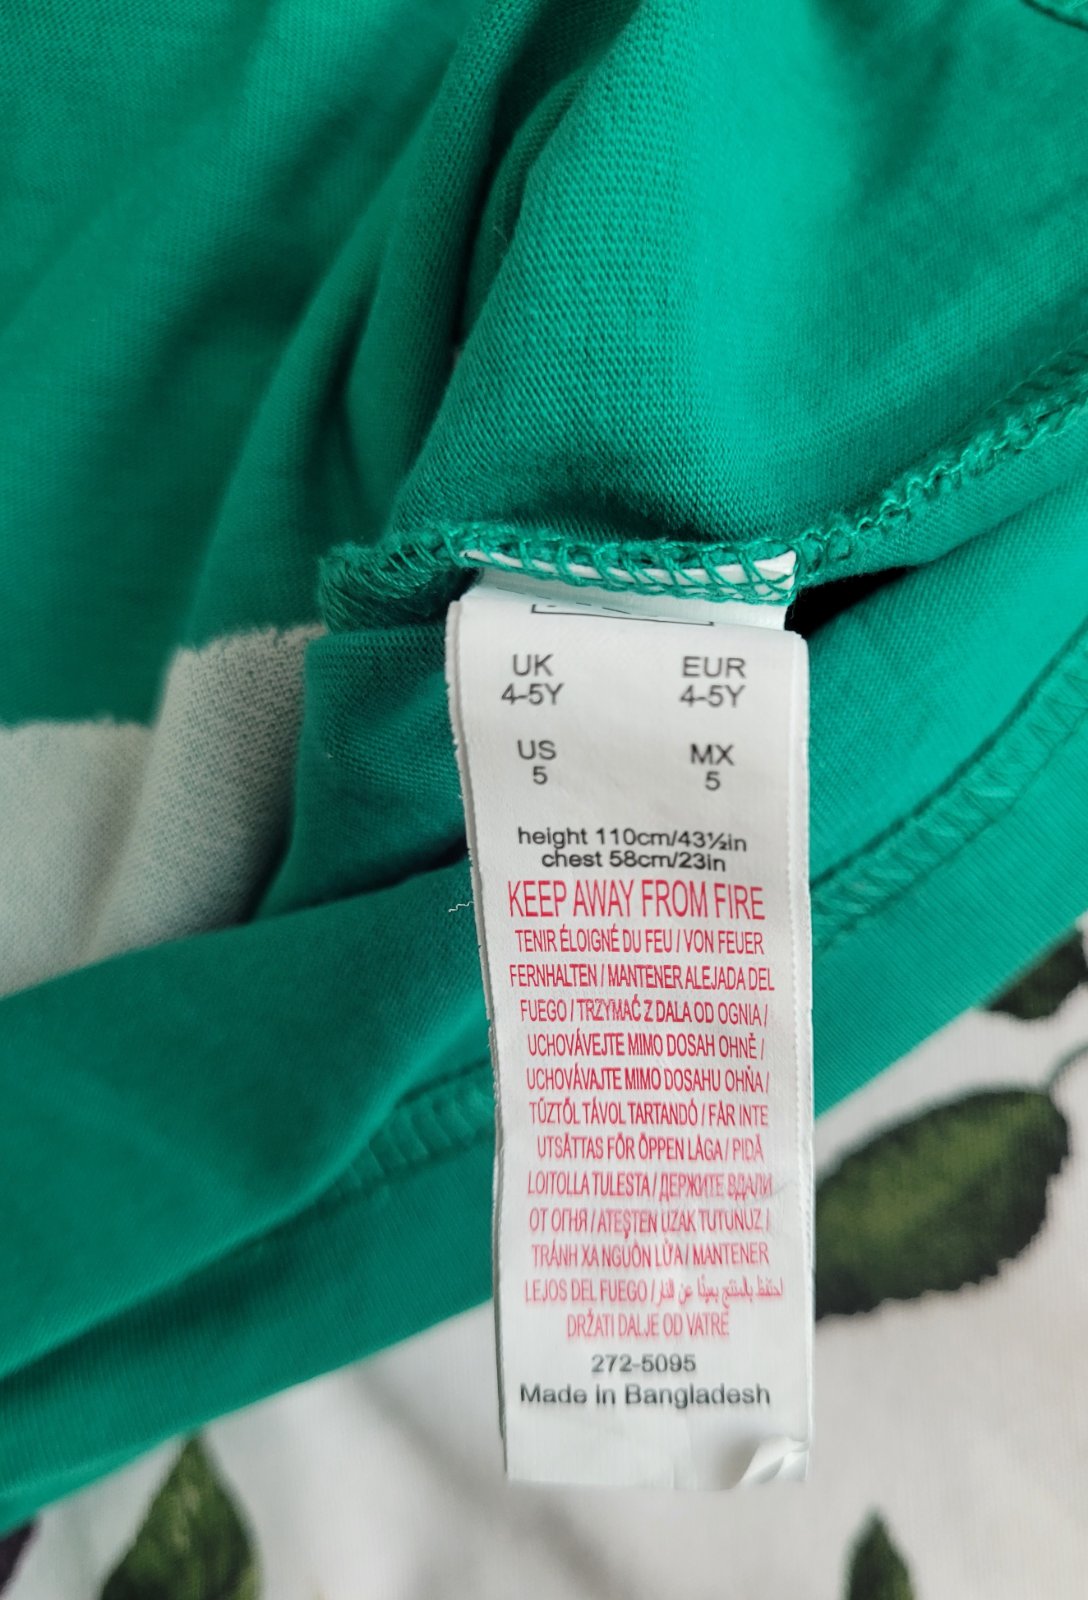 UK EUR
4-5Y 4-5Y
US MX
5 5
height 110cm/43½in
chest 58cm/23in
KEEP AWAY FROM FIRE
TENIR ÉLOIGNÉ DU FEU / VON FEUER
FERNHALTEN / MANTENER ALEJADA DEL
FUEGO / TRZYMAĆ Z DALA OD OGNIA /
UCHOVÁVEJTE MIMO DOSAH OHNĚ /
UCHOVÁVAJTE MIMO DOSAHU OHŇA /
TŰZTŐL TÁVOL TARTANDÓ / FÅR INTE
UTSÄTTAS FÖR ÖPPEN LÅGA / PIDÄ
LOITOLLA TULESTA / ДЕРЖИТЕ ВДАЛИ
ОТ ОГНЯ / ATEŞTEN UZAK TUTUNUZ /
TRÁNH XA NGUỒN LỬA / MANTENER
LEJOS DEL FUEGO / احتفظ بالمنتج بعيدًا عن النار
DRŽATI DALJE OD VATRE
272-5095
Made in Bangladesh